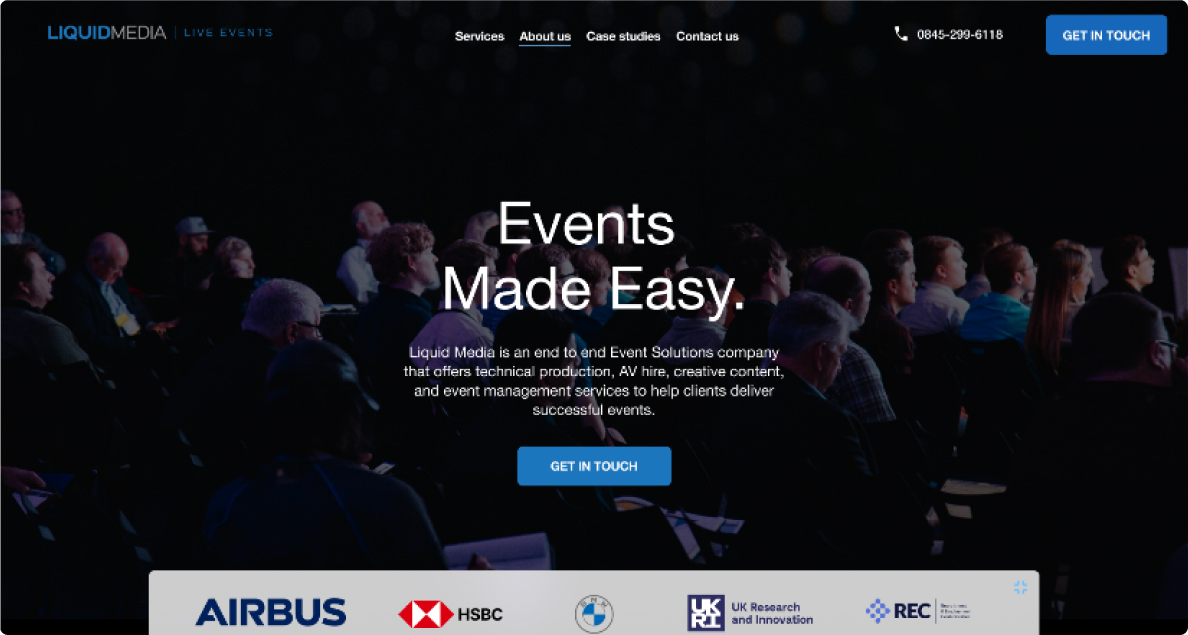 LIQUIDMEDIA | LIVE EVENTS
Services
About us
Case studies
Contact us
0845-299-6118
GET IN TOUCH
Events
Made Easy.
Liquid Media is an end to end Event Solutions company
that offers technical production, AV hire, creative content,
and event management services to help clients deliver
successful events.
GET IN TOUCH
AIRBUS
HSBC
BMW
UK
RI
UK Research
and Innovation
REC